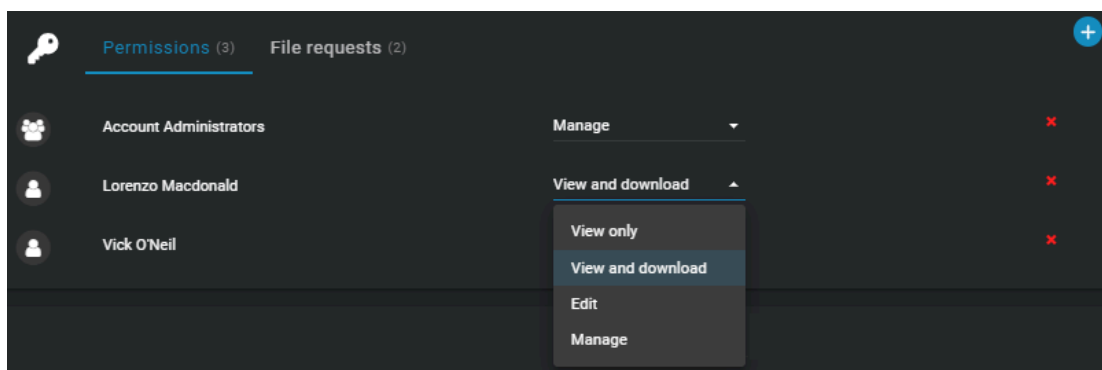 Permissions (3) File requests (2)
Account Administrators Manage
Lorenzo Macdonald View and download
View only
Vick O'Neil
View and download
Edit
Manage